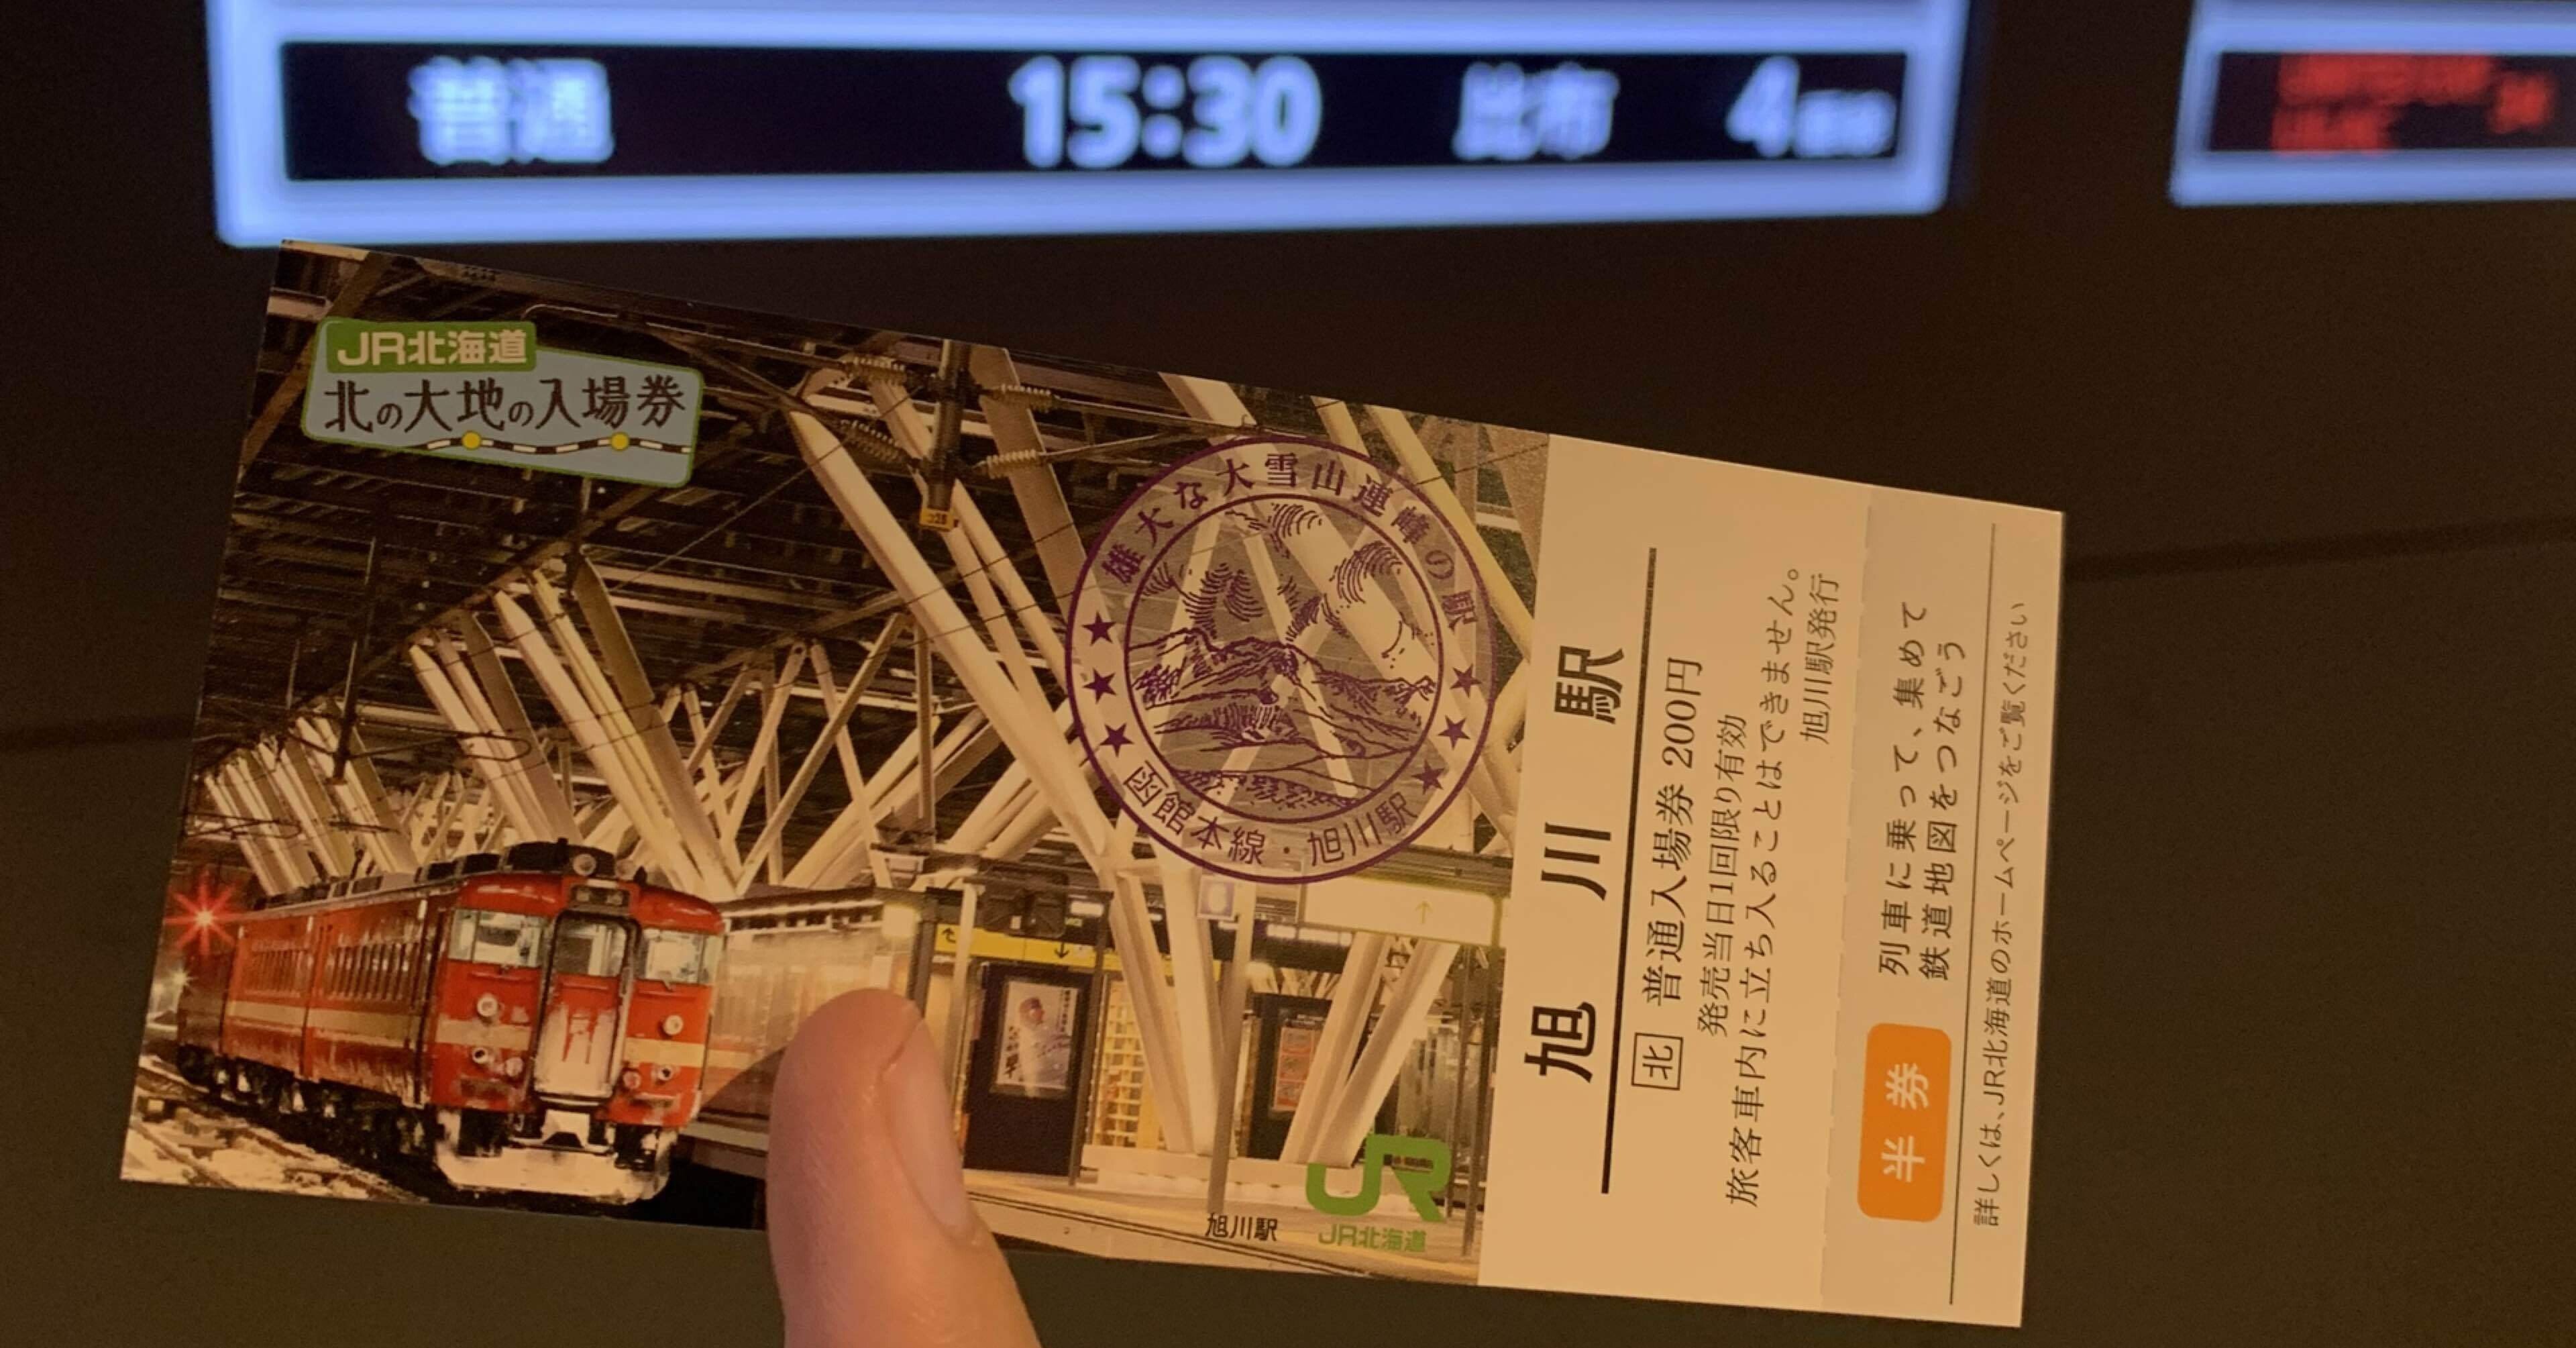 普通 15:30 比布 4
JR北海道
北の大地の入場券
雄大な大雪山連峰の駅
函館本線・旭川駅
旭川駅
JR
JR北海道
旭川駅
北 普通入場券 200円
発売当日1回限り有効
旅客車内に立ち入ることはできません。
旭川駅発行
半券
列車に乗って、集めて
鉄道地図をつなごう
詳しくは、JR北海道のホームページをご覧ください